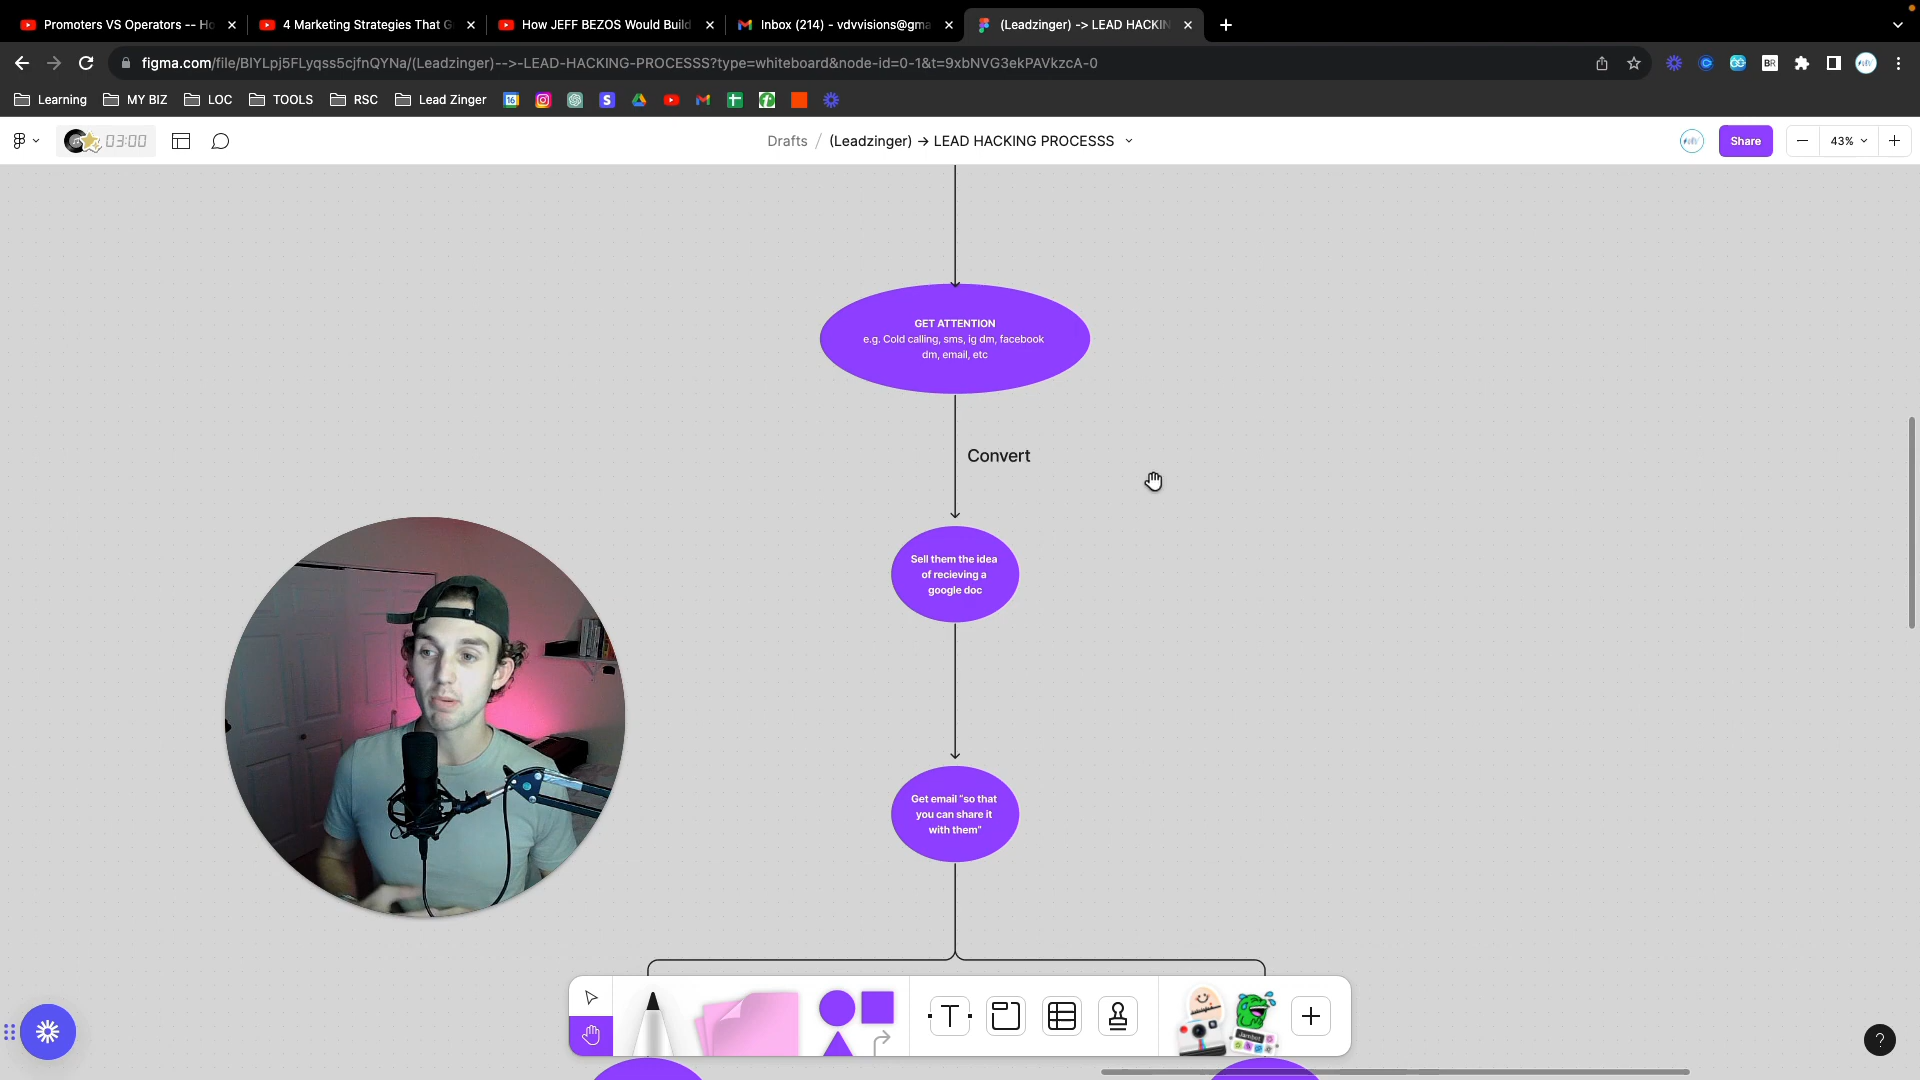 Promoters VS Operators -- Ho
4 Marketing Strategies That G
How JEFF BEZOS Would Build
Inbox (214) - vdvvisions@gma
(Leadzinger) -> LEAD HACKIN
figma.com/file/BIYLpj5FLyqss5cjfnQYNa/(Leadzinger)-->-LEAD-HACKING-PROCESSS?type=whiteboard&node-id=0-1&t=9xbNVG3ekPAVkzcA-0
Learning
MY BIZ
LOC
TOOLS
RSC
Lead Zinger
03:00
Drafts / (Leadzinger) → LEAD HACKING PROCESSS
Share
43%
GET ATTENTION
e.g. Cold calling, sms, ig dm, facebook
dm, email, etc
Convert
Sell them the idea
of recieving a
google doc
Get email "so that
you can share it
with them"
T
?